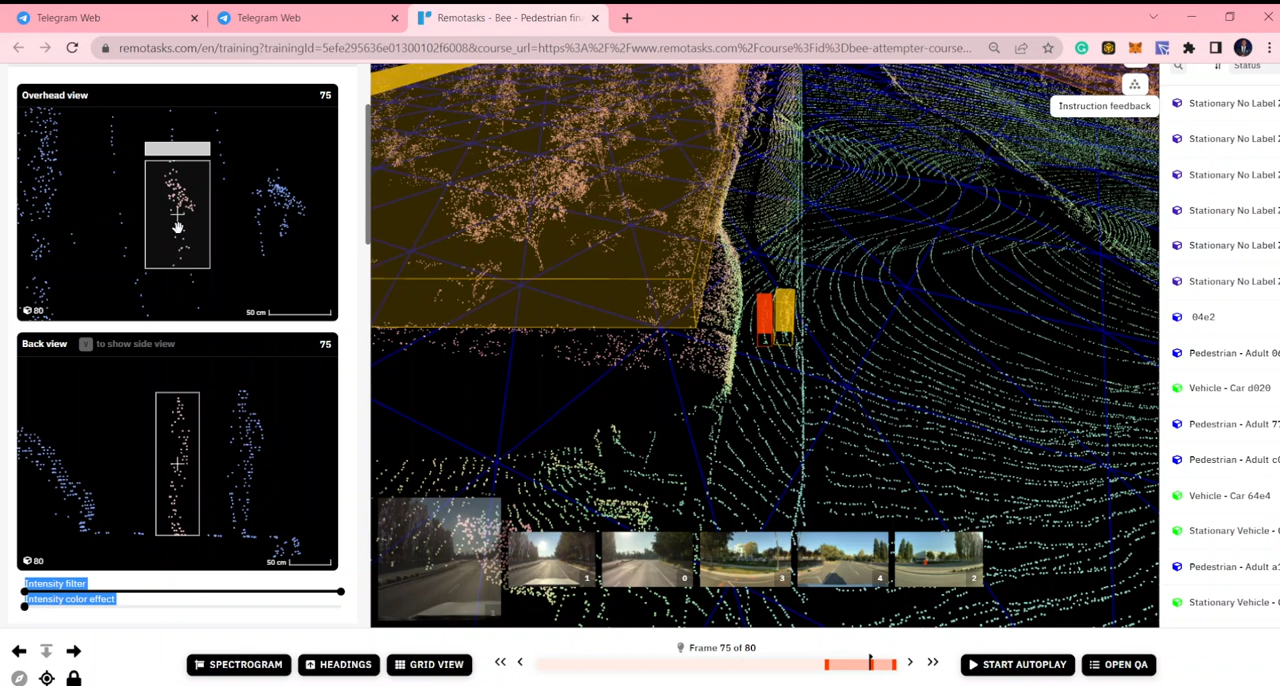 Telegram Web
Telegram Web
Remotasks - Bee - Pedestrian fin
remotasks.com/en/training?trainingId=5efe295636e01300102f6008&course_url=https%3A%2F%2Fwww.remotasks.com%2Fcourse%3Fid%3Dbee-attempter-course...
Overhead view 75
80
50 cm
Back view V to show side view 75
80
50 cm
Intensity filter
Intensity color effect
Instruction feedback
Status
Stationary No Label
Stationary No Label
Stationary No Label
Stationary No Label
Stationary No Label
Stationary No Label
04e2
Pedestrian - Adult 06
Vehicle - Car d020
Pedestrian - Adult 77
Pedestrian - Adult c0
Vehicle - Car 64e4
Stationary Vehicle -
Pedestrian - Adult a1
Stationary Vehicle -
1 0 3 4 2
Frame 75 of 80
SPECTROGRAM HEADINGS GRID VIEW START AUTOPLAY OPEN QA